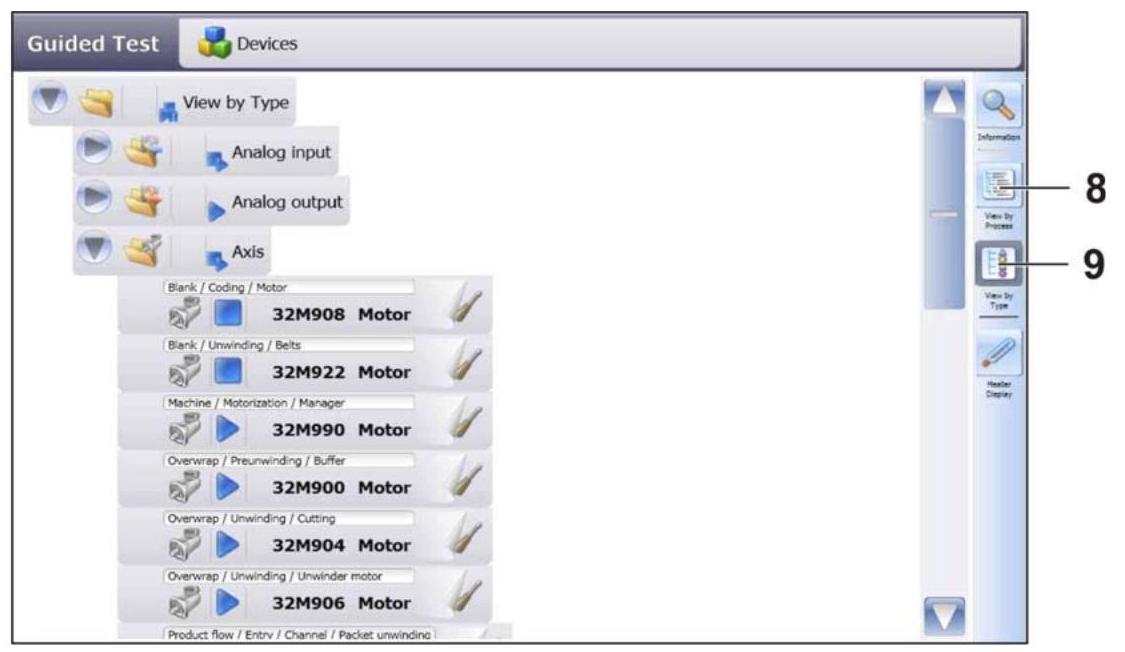 Guided Test
Devices
View by Type
Analog input
Analog output
Axis
Blank / Coding / Motor
32M908 Motor
Blank / Unwinding / Belts
32M922 Motor
Machine / Motorization / Manager
32M990 Motor
Overwrap / Preunwinding / Buffer
32M900 Motor
Overwrap / Unwinding / Cutting
32M904 Motor
Overwrap / Unwinding / Unwinder motor
32M906 Motor
Product flow / Entry / Channel / Packet unwinding
Information
View by
Process
View by
Type
Header
Display
8
9